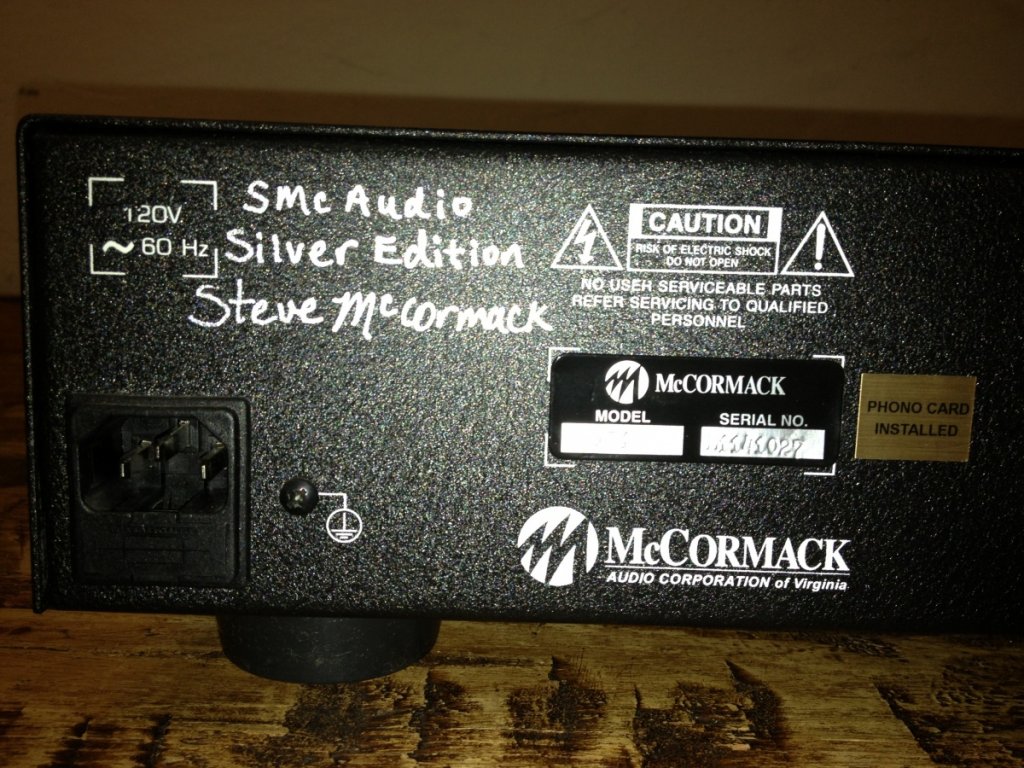 120V
~ 60 Hz
SMc Audio
Silver Edition
Steve McCormack
CAUTION
RISK OF ELECTRIC SHOCK
DO NOT OPEN
NO USER SERVICEABLE PARTS
REFER SERVICING TO QUALIFIED
PERSONNEL
McCORMACK
MODEL
SERIAL NO.
PHONO CARD
INSTALLED
McCORMACK
AUDIO CORPORATION of Virginia